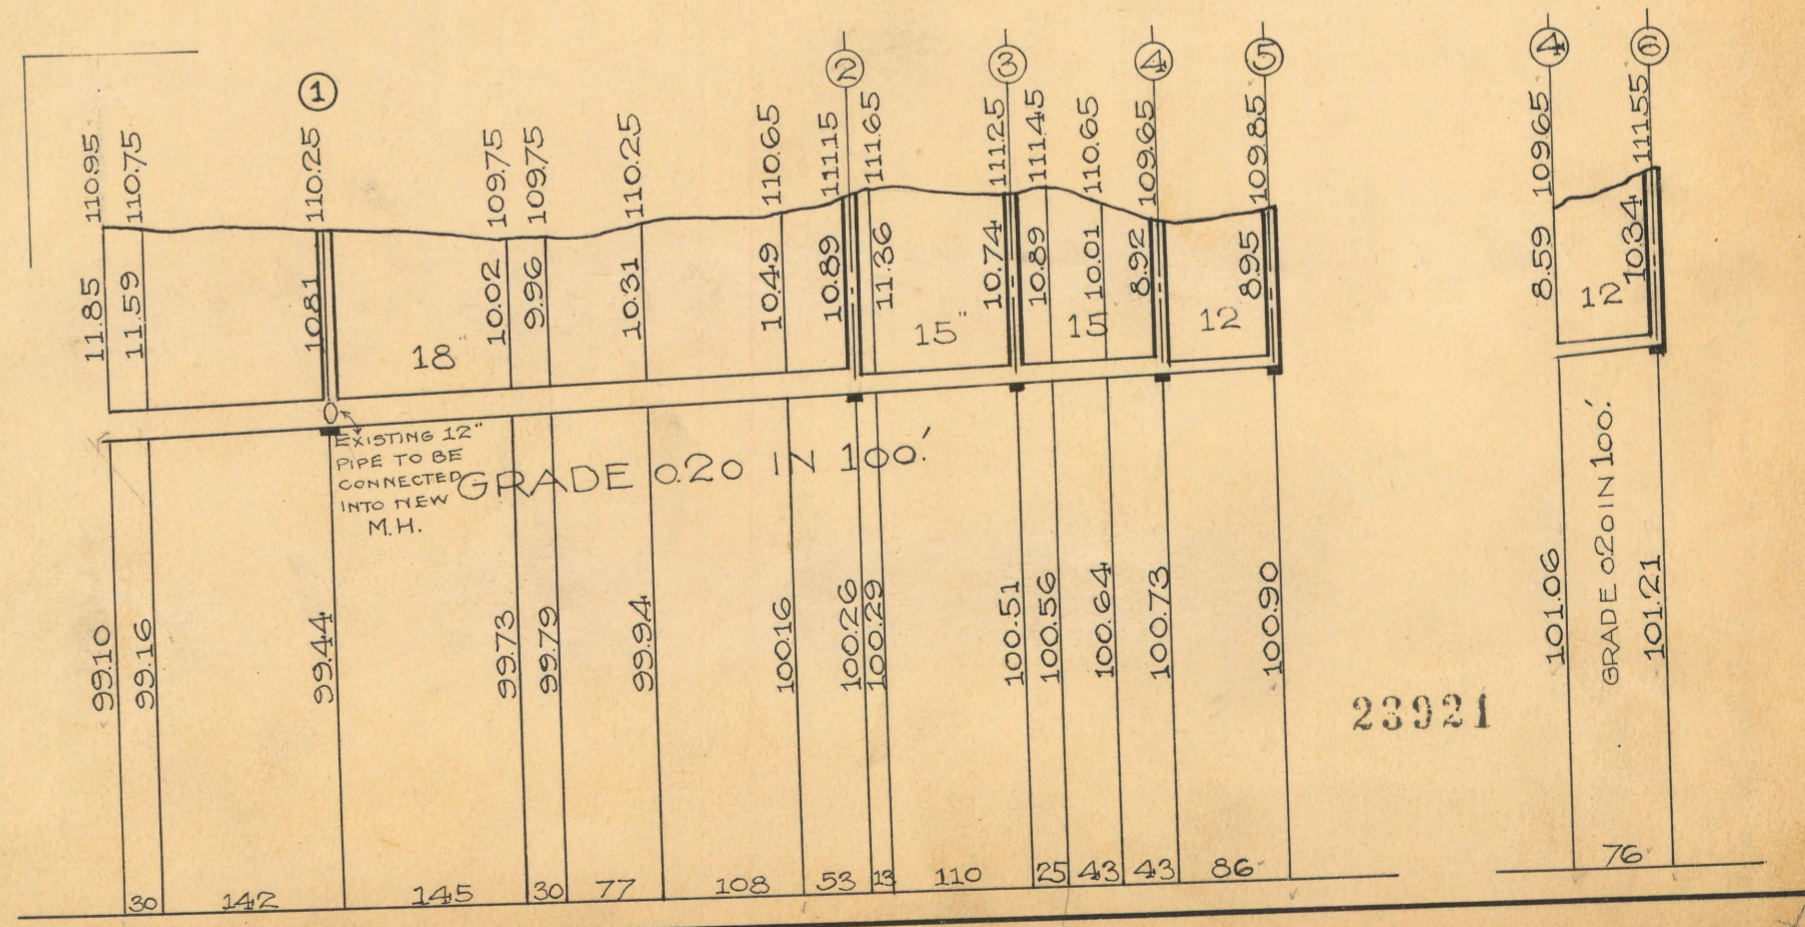 ① ② ③ ④ ⑤ ④ ⑥
110.95 110.75 110.25 109.75 109.75 110.25 110.65 111.15 111.65 111.25 111.45 110.65 109.65 109.85 109.65 111.55
11.85 11.59 10.81 10.02 9.96 10.31 10.49 10.89 11.36 10.74 10.89 10.01 8.92 8.95 8.59 10.34
18" 15" 15 12 12
EXISTING 12"
PIPE TO BE
CONNECTED
INTO NEW
M.H.
GRADE 0.20 IN 100.'
GRADE 0.20 IN 100.'
99.10 99.16 99.44 99.73 99.79 99.94 100.16 100.26 100.29 100.51 100.56 100.64 100.73 100.90 101.06 101.21
23921
30 142 145 30 77 108 53 13 110 25 43 43 86 76